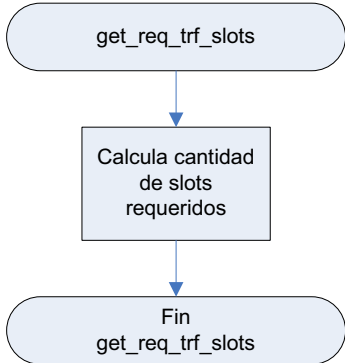 get_req_trf_slots
Calcula cantidad
de slots
requeridos
Fin
get_req_trf_slots